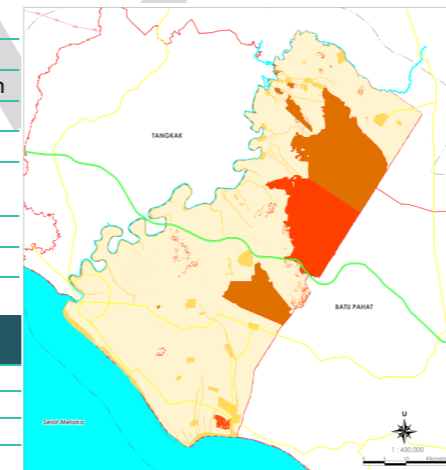 n
TANGKAK
BATU PAHAT
Selat Melaka
U
1 : 430,000